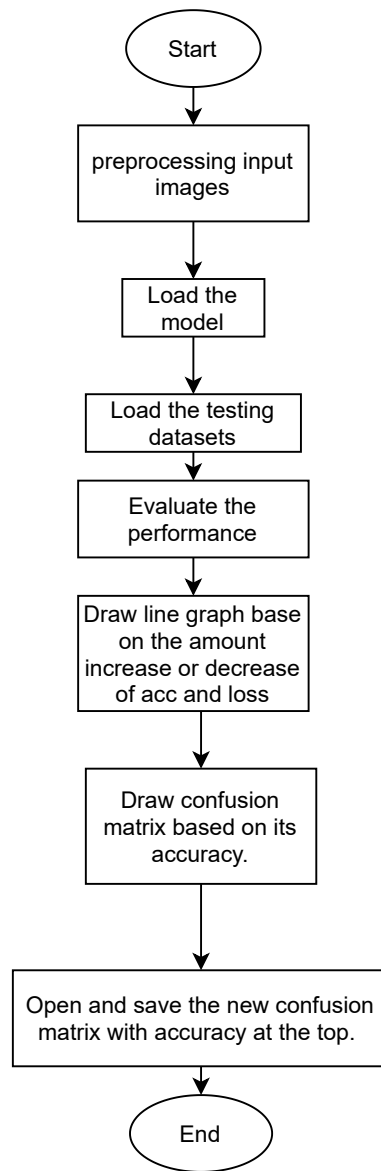 Start
preprocessing input
images
Load the
model
Load the testing
datasets
Evaluate the
performance
Draw line graph base
on the amount
increase or decrease
of acc and loss
Draw confusion
matrix based on its
accuracy.
Open and save the new confusion
matrix with accuracy at the top.
End